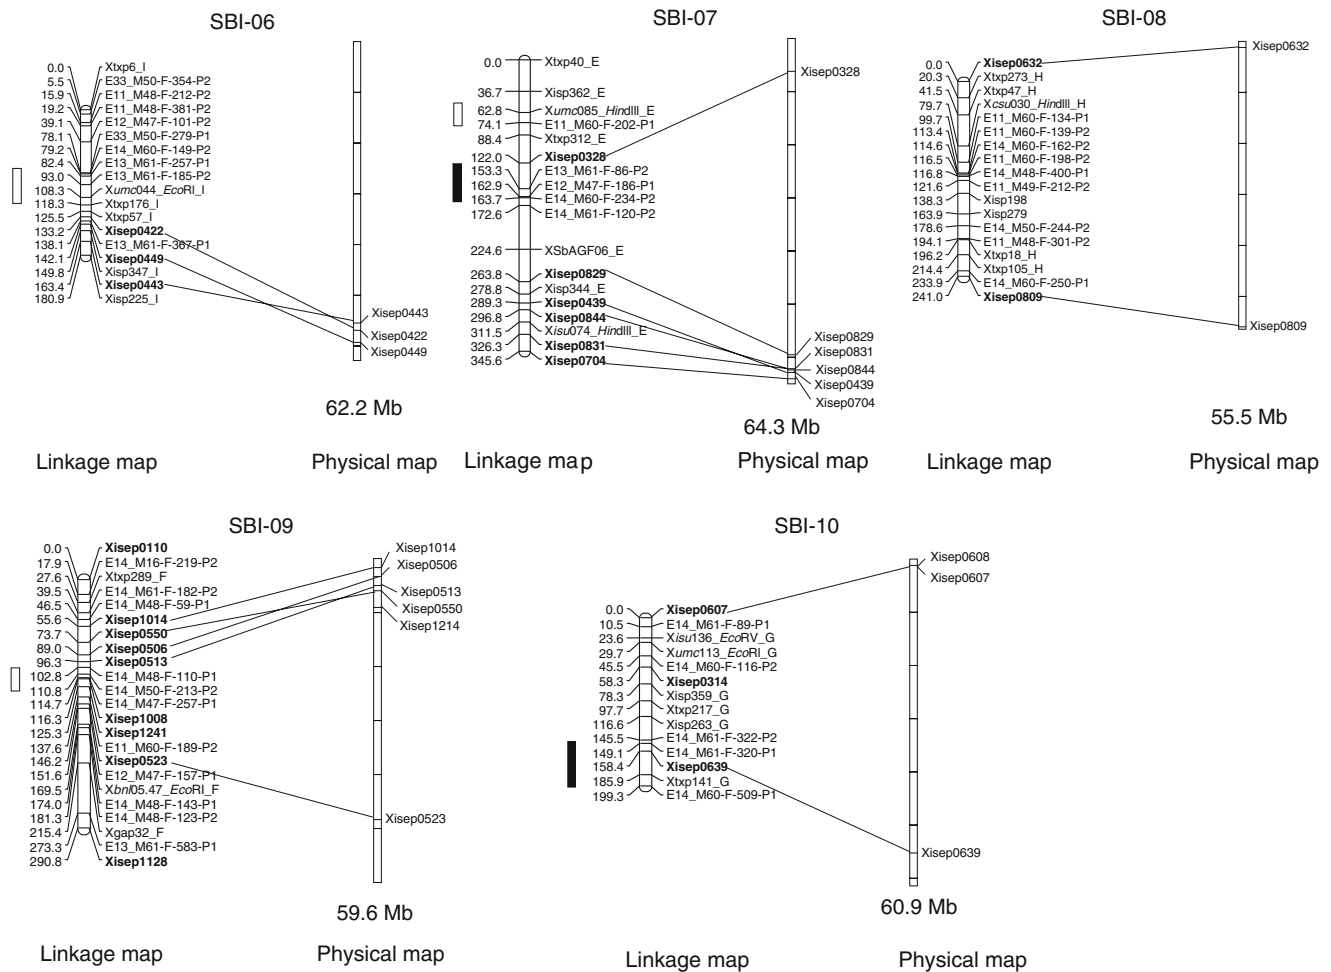 SBI-06
0.0 Xtxp6_I
5.5 E33_M50-F-354-P2
15.9 E11_M48-F-212-P2
19.2 E11_M48-F-381-P2
39.1 E12_M47-F-101-P2
78.1 E33_M50-F-279-P1
79.2 E14_M60-F-149-P2
82.4 E13_M61-F-257-P1
93.0 E13_M61-F-185-P2
108.3 Xumc044_EcoRI_I
118.3 Xtxp176_I
125.5 Xtxp57_I
133.2 Xisep0422
138.1 E13_M61-F-367-P1
142.1 Xisep0449
149.8 Xisp347_I
163.4 Xisep0443
180.9 Xisp225_I
Xisep0443
Xisep0422
Xisep0449
62.2 Mb
Linkage map
Physical map
SBI-07
0.0 Xtxp40_E
36.7 Xisp362_E
62.8 Xumc085_HindIII_E
74.1 E11_M60-F-202-P1
88.4 Xtxp312_E
122.0 Xisep0328
153.3 E13_M61-F-86-P2
162.9 E12_M47-F-186-P1
163.7 E14_M60-F-234-P2
172.6 E14_M61-F-120-P2
224.6 XSbAGF06_E
263.8 Xisep0829
278.8 Xisp344_E
289.3 Xisep0439
296.8 Xisep0844
311.5 Xisu074_HindIII_E
326.3 Xisep0831
345.6 Xisep0704
Xisep0328
Xisep0829
Xisep0831
Xisep0844
Xisep0439
Xisep0704
64.3 Mb
Linkage map
Physical map
SBI-08
0.0 Xisep0632
20.3 Xtxp273_H
41.5 Xtxp47_H
79.7 Xcsu030_HindIII_H
99.7 E11_M60-F-134-P1
113.4 E11_M60-F-139-P2
114.6 E14_M60-F-162-P2
116.5 E11_M60-F-198-P2
116.8 E14_M48-F-400-P1
121.6 E11_M49-F-212-P2
138.3 Xisp198
163.9 Xisp279
178.6 E14_M50-F-244-P2
194.1 E11_M48-F-301-P2
196.2 Xtxp18_H
214.4 Xtxp105_H
233.9 E14_M60-F-250-P1
241.0 Xisep0809
Xisep0632
Xisep0809
55.5 Mb
Linkage map
Physical map
SBI-09
0.0 Xisep0110
17.9 E14_M16-F-219-P2
27.6 Xtxp289_F
39.5 E14_M61-F-182-P2
46.5 E14_M48-F-59-P1
55.6 Xisep1014
73.7 Xisep0550
89.0 Xisep0506
96.3 Xisep0513
102.8 E14_M48-F-110-P1
110.8 E14_M50-F-213-P2
114.7 E14_M47-F-257-P1
116.3 Xisep1008
125.3 Xisep1241
137.6 E11_M60-F-189-P2
146.2 Xisep0523
151.6 E12_M47-F-157-P1
169.5 Xbnl05.47_EcoRI_F
174.0 E14_M48-F-143-P1
181.3 E14_M48-F-123-P2
215.4 Xgap32_F
273.3 E13_M61-F-583-P1
290.8 Xisep1128
Xisep1014
Xisep0506
Xisep0513
Xisep0550
Xisep1214
Xisep0523
59.6 Mb
Linkage map
Physical map
SBI-10
0.0 Xisep0607
10.5 E14_M61-F-89-P1
23.6 Xisu136_EcoRV_G
29.7 Xumc113_EcoRI_G
45.5 E14_M60-F-116-P2
58.3 Xisep0314
78.3 Xisp359_G
97.7 Xtxp217_G
116.6 Xisp263_G
145.5 E14_M61-F-322-P2
149.1 E14_M61-F-320-P1
158.4 Xisep0639
185.9 Xtxp141_G
199.3 E14_M60-F-509-P1
Xisep0608
Xisep0607
Xisep0639
60.9 Mb
Linkage map
Physical map